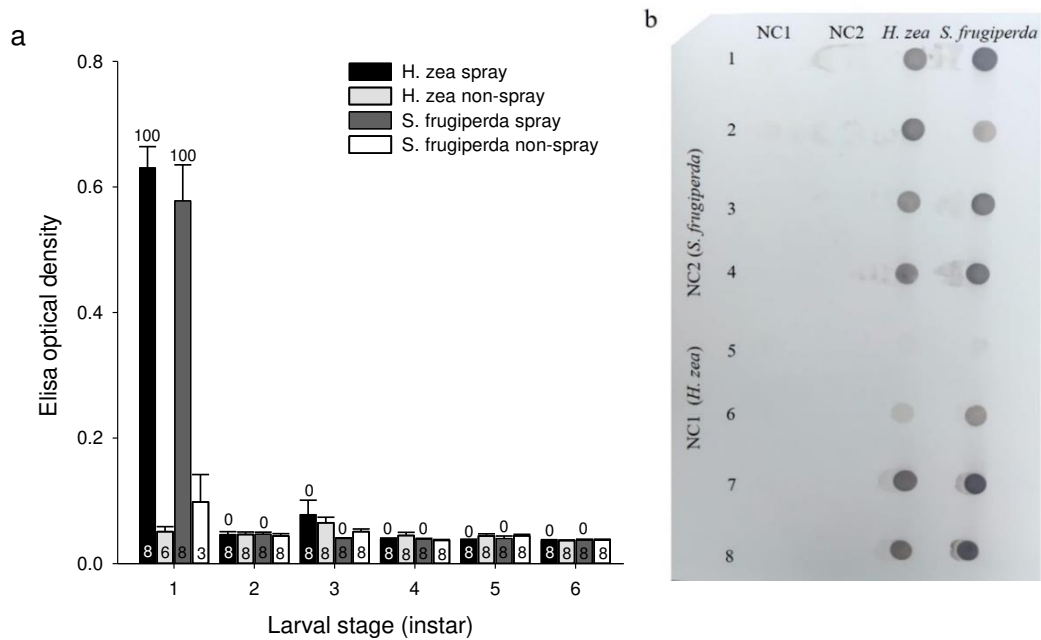 a
0.8
0.6
0.4
0.2
0.0
Elisa optical density
H. zea spray
H. zea non-spray
S. frugiperda spray
S. frugiperda non-spray
100
100
0 0
0 0
0 0
0 0
0 0
8 6 8 3
8 8 8 8
8 8 8 8
8 8 8 8
8 8 8 8
8 8 8 8
1 2 3 4 5 6
Larval stage (instar)
b
NC1 NC2 H. zea S. frugiperda
1
2
3
4
5
6
7
8
NC2 (S. frugiperda)
NC1 (H. zea)